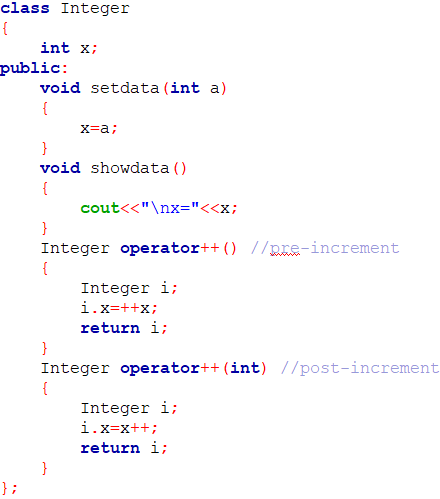 class Integer
{
    int x;
public:
    void setdata(int a)
    {
        x=a;
    }
    void showdata()
    {
        cout<<"\nx="<<x;
    }
    Integer operator++() //pre-increment
    {
        Integer i;
        i.x=++x;
        return i;
    }
    Integer operator++(int) //post-increment
    {
        Integer i;
        i.x=x++;
        return i;
    }
};